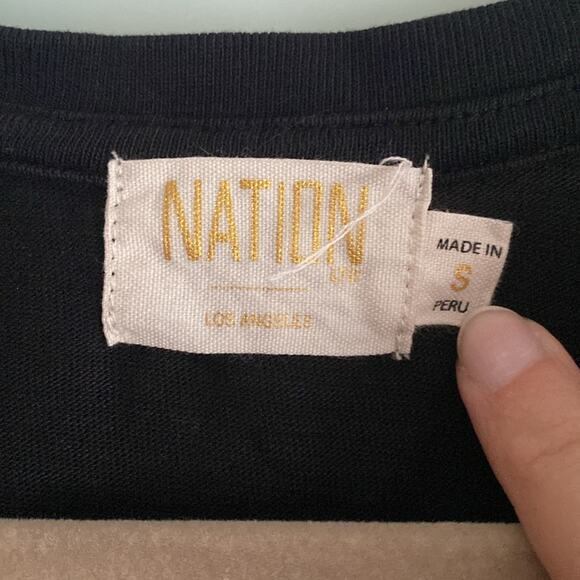 NATION
LTD
LOS ANGELES
MADE IN
S
PERU